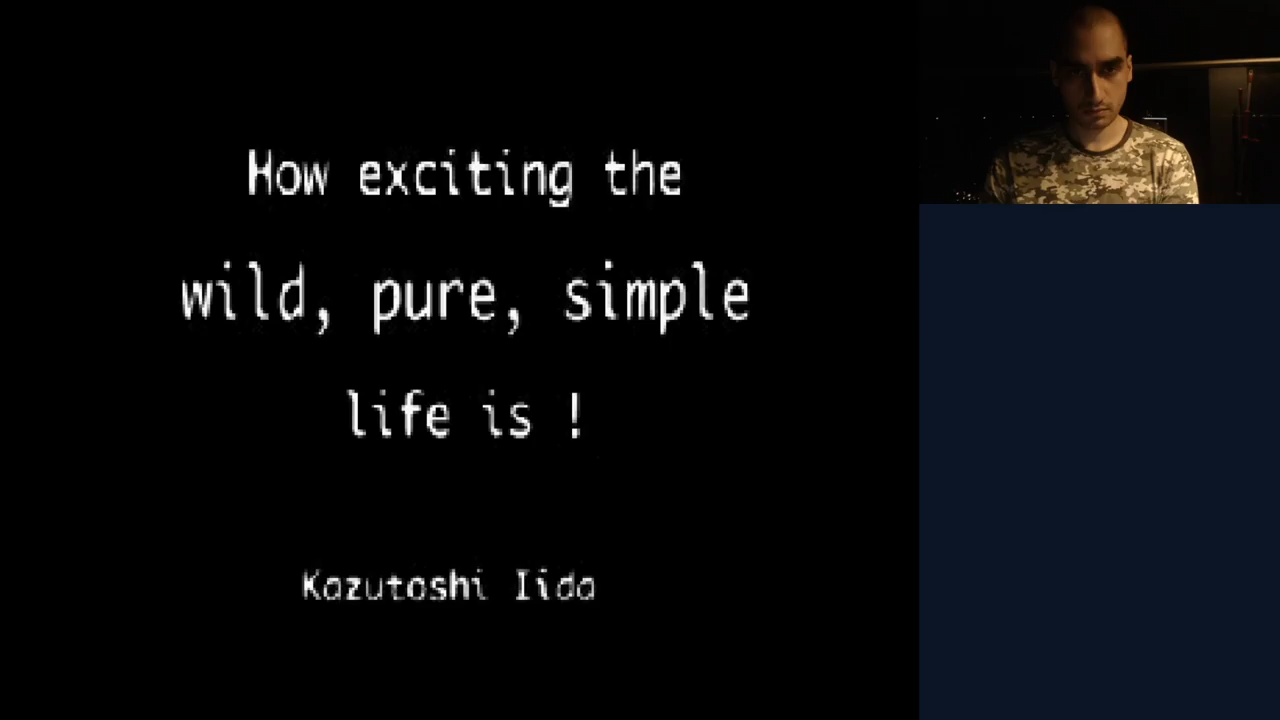 How exciting the
wild, pure, simple
life is !
Kazutoshi Iida